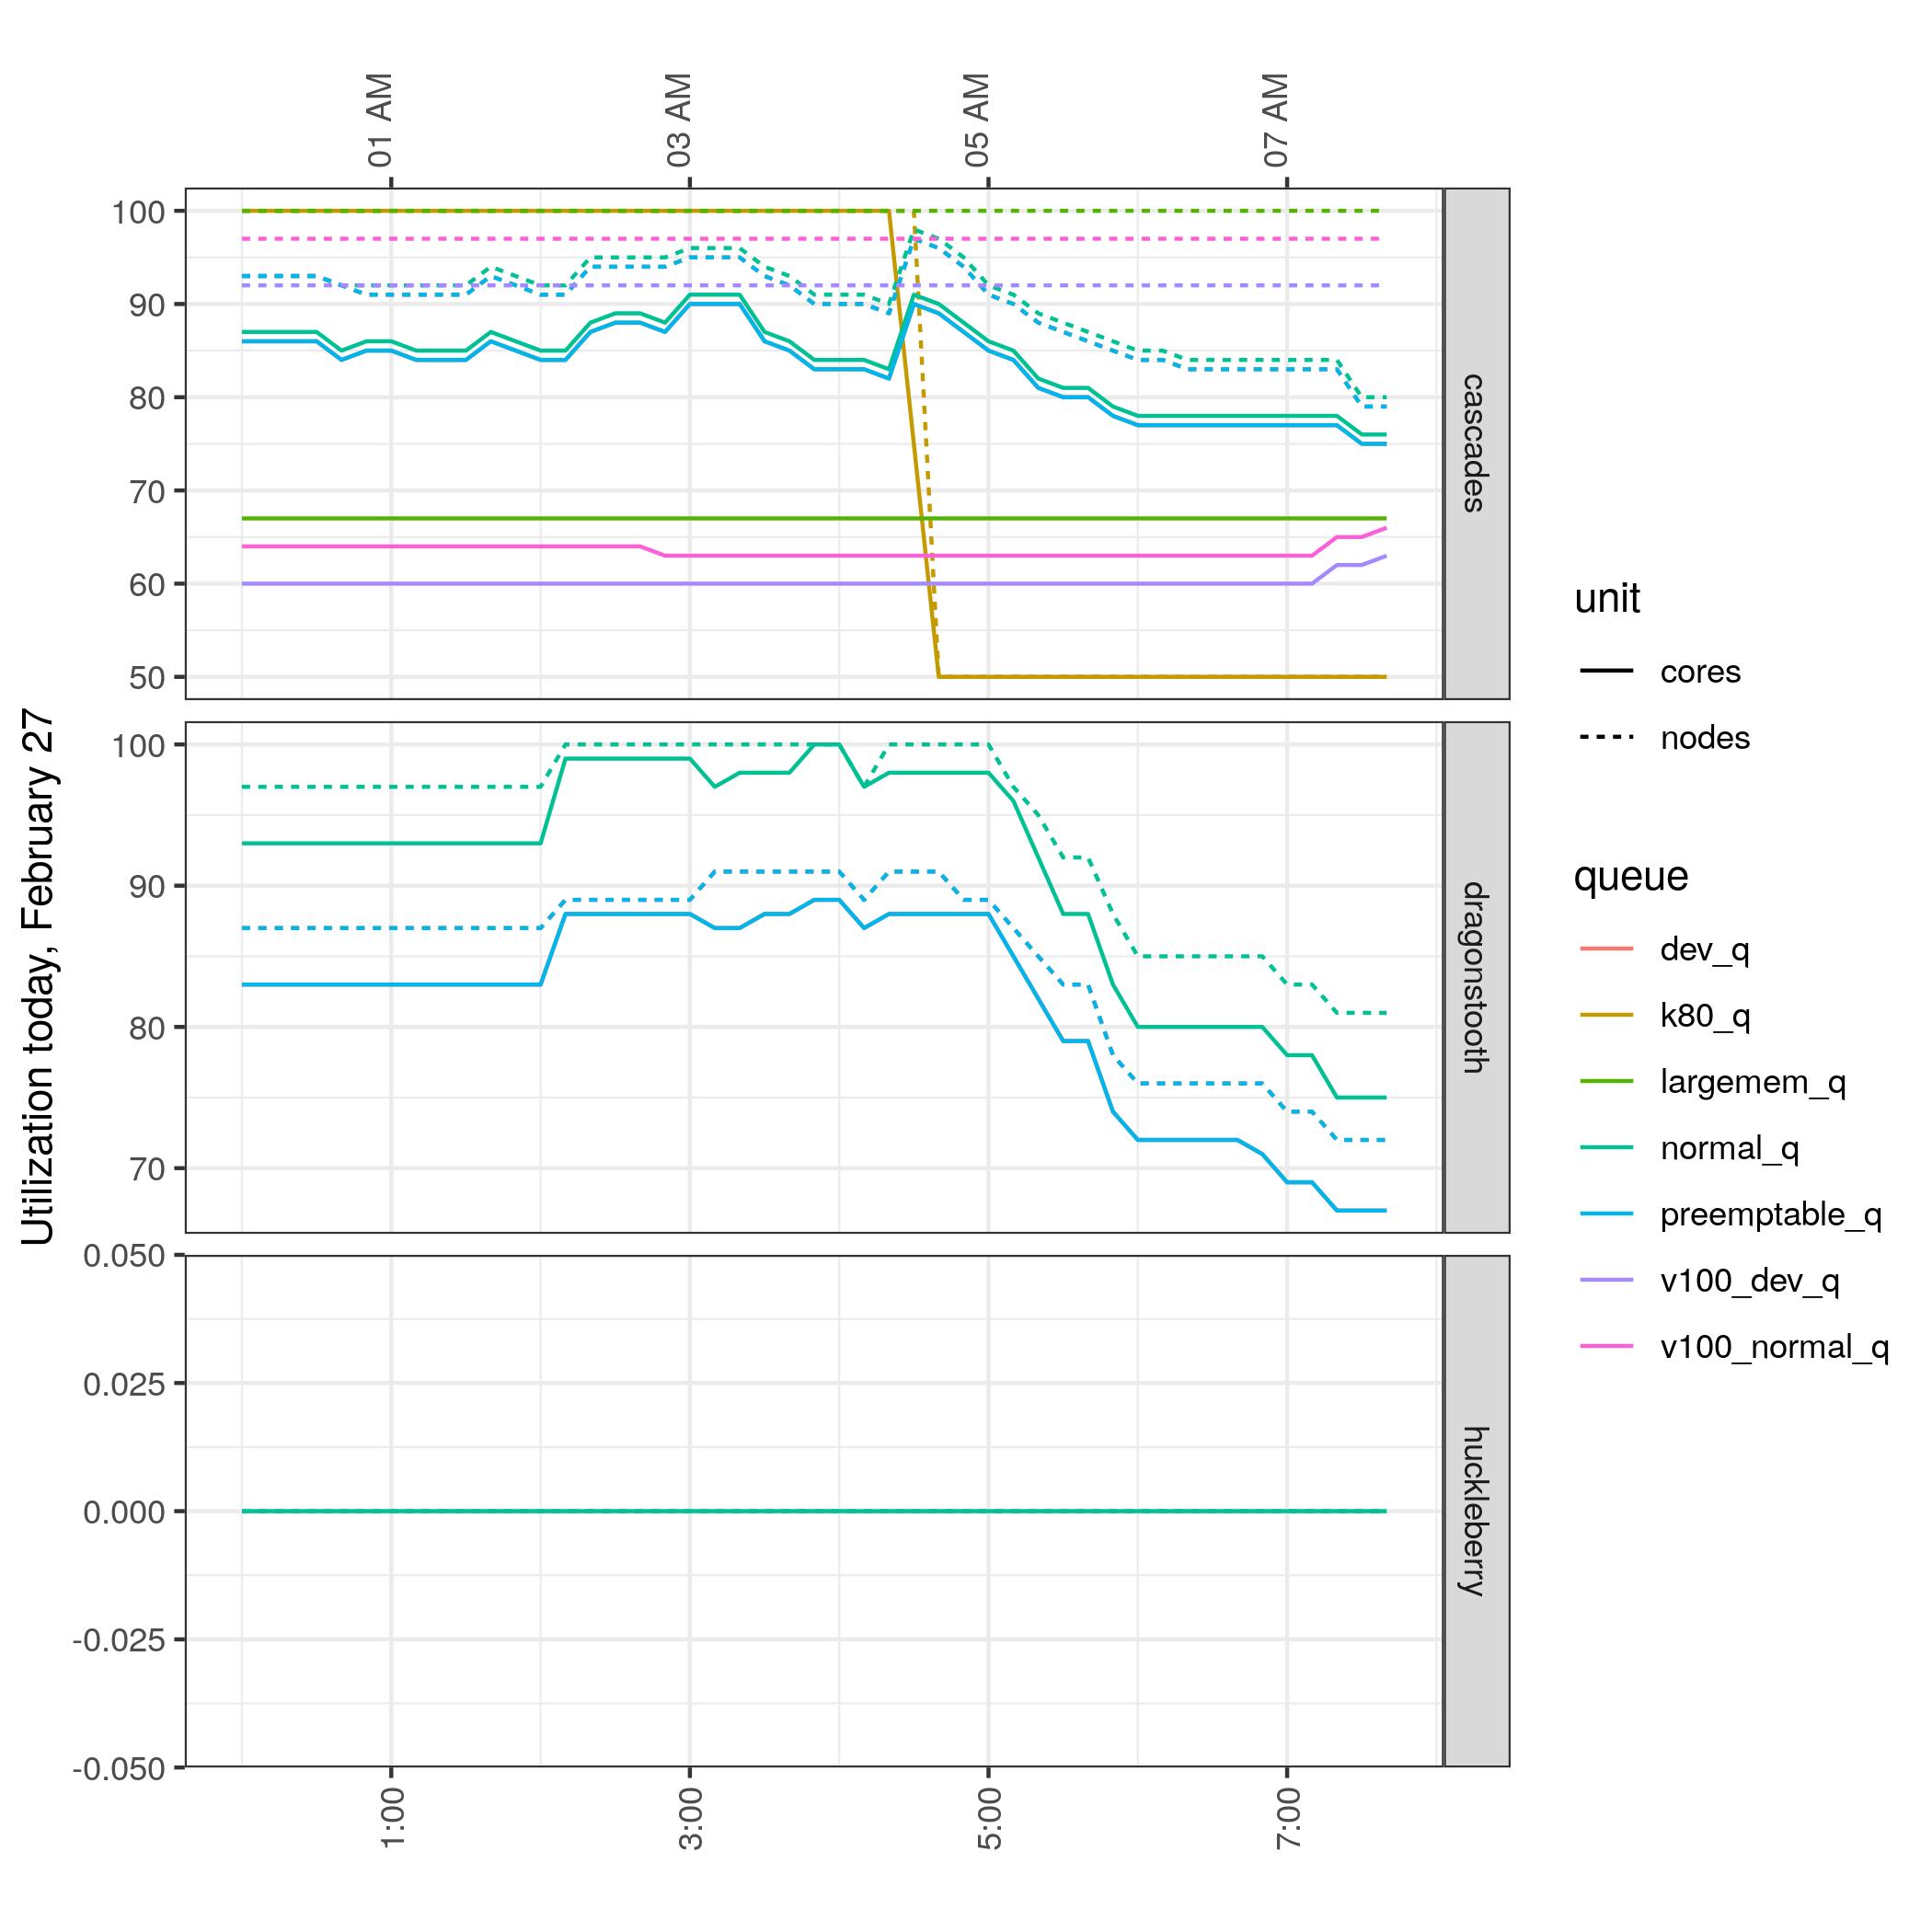 01 AM
03 AM
05 AM
07 AM
Utilization today, February 27
100
90
80
70
60
50
cascades
100
90
80
70
dragonstooth
0.050
0.025
0.000
-0.025
-0.050
huckleberry
1:00
3:00
5:00
7:00
unit
cores
nodes
queue
dev_q
k80_q
largemem_q
normal_q
preemptable_q
v100_dev_q
v100_normal_q